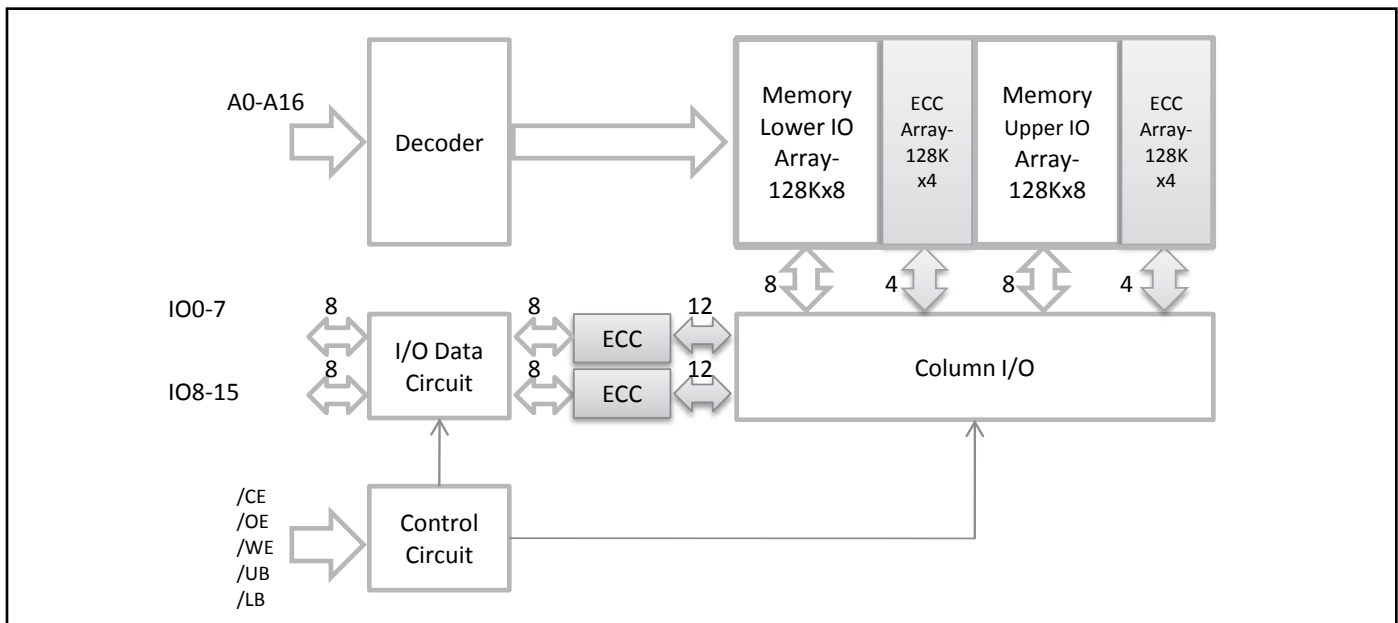 A0-A16
Decoder
Memory
Lower IO
Array-
128Kx8
ECC
Array-
128K
x4
Memory
Upper IO
Array-
128Kx8
ECC
Array-
128K
x4
8
4
8
4
IO0-7
8
8
12
I/O Data
Circuit
ECC
Column I/O
IO8-15
8
8
12
ECC
/CE
/OE
/WE
/UB
/LB
Control
Circuit